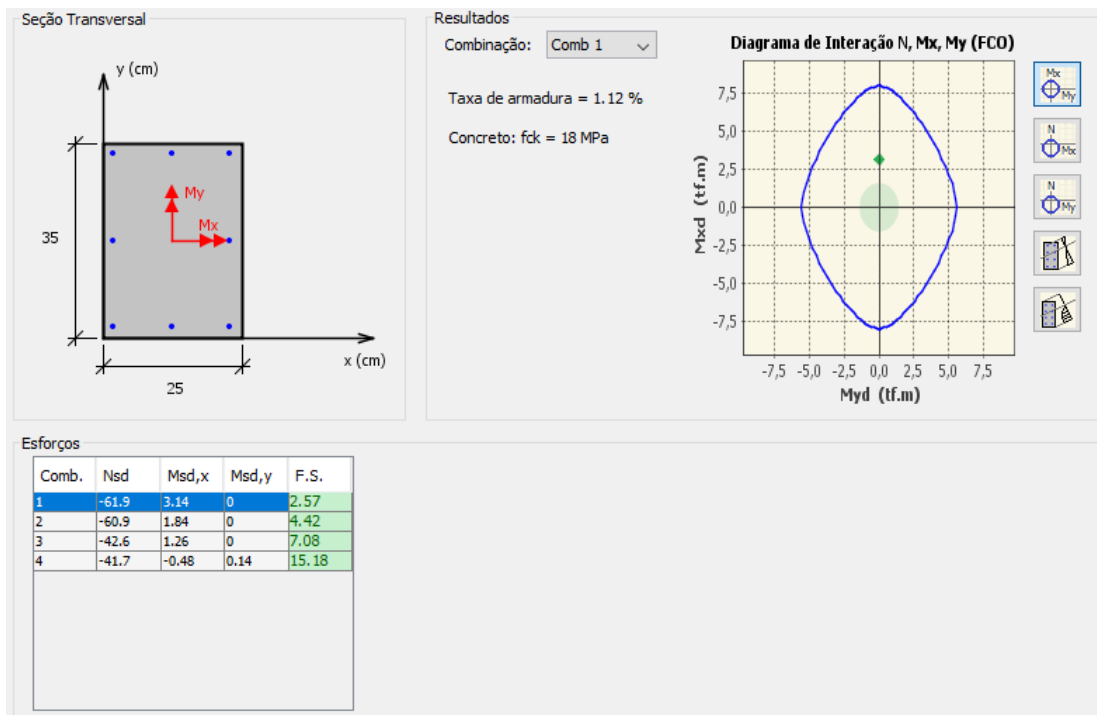 Seção Transversal
y (cm)
My
Mx
35
x (cm)
25
Resultados
Combinação: Comb 1
Taxa de armadura = 1.12 %
Concreto: fck = 18 MPa
Diagrama de Interação N, Mx, My (FCO)
7,5
5,0
2,5
0,0
-2,5
-5,0
-7,5
Mxd (tf.m)
-7,5 -5,0 -2,5 0,0 2,5 5,0 7,5
Myd (tf.m)
Mx
My
N
Mx
N
My
Esforços
Comb. Nsd Msd,x Msd,y F.S.
1 -61.9 3.14 0 2.57
2 -60.9 1.84 0 4.42
3 -42.6 1.26 0 7.08
4 -41.7 -0.48 0.14 15.18